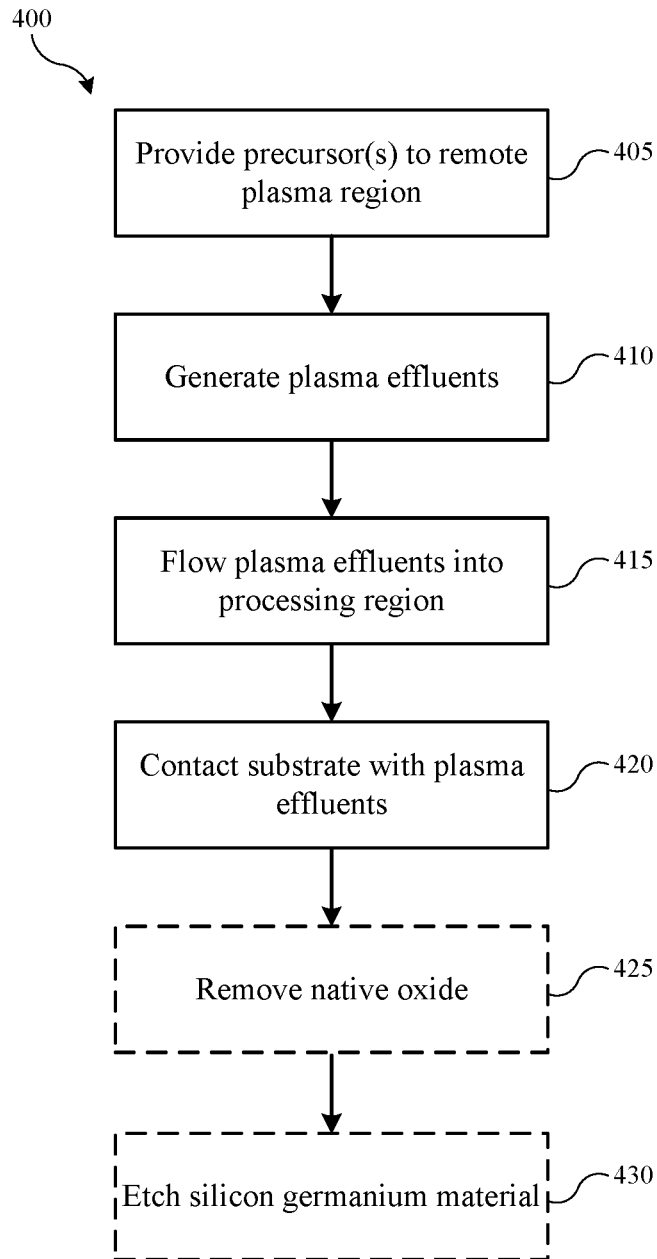 400
Provide precursor(s) to remote
plasma region
405
Generate plasma effluents
410
Flow plasma effluents into
processing region
415
Contact substrate with plasma
effluents
420
Remove native oxide
425
Etch silicon germanium material
430